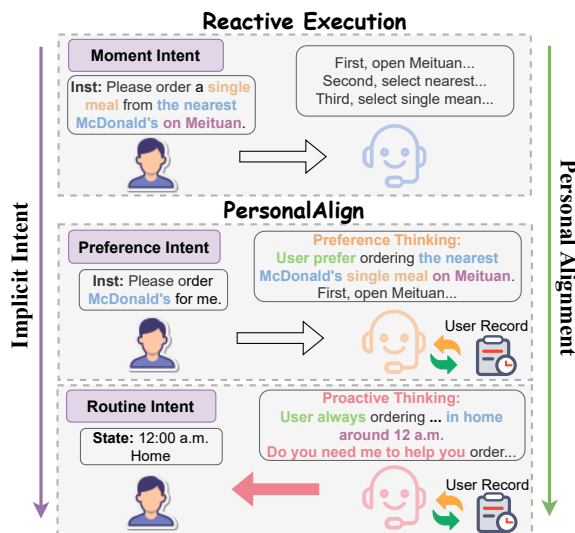 Reactive Execution
Moment Intent
Inst: Please order a single
meal from the nearest
McDonald's on Meituan.
First, open Meituan...
Second, select nearest...
Third, select single mean...
PersonalAlign
Preference Intent
Inst: Please order
McDonald's for me.
Preference Thinking:
User prefer ordering the nearest
McDonald's single meal on Meituan.
First, open Meituan...
User Record
Routine Intent
State: 12:00 a.m.
Home
Proactive Thinking:
User always ordering ... in home
around 12 a.m.
Do you need me to help you order...
User Record
Implicit Intent
Personal Alignment